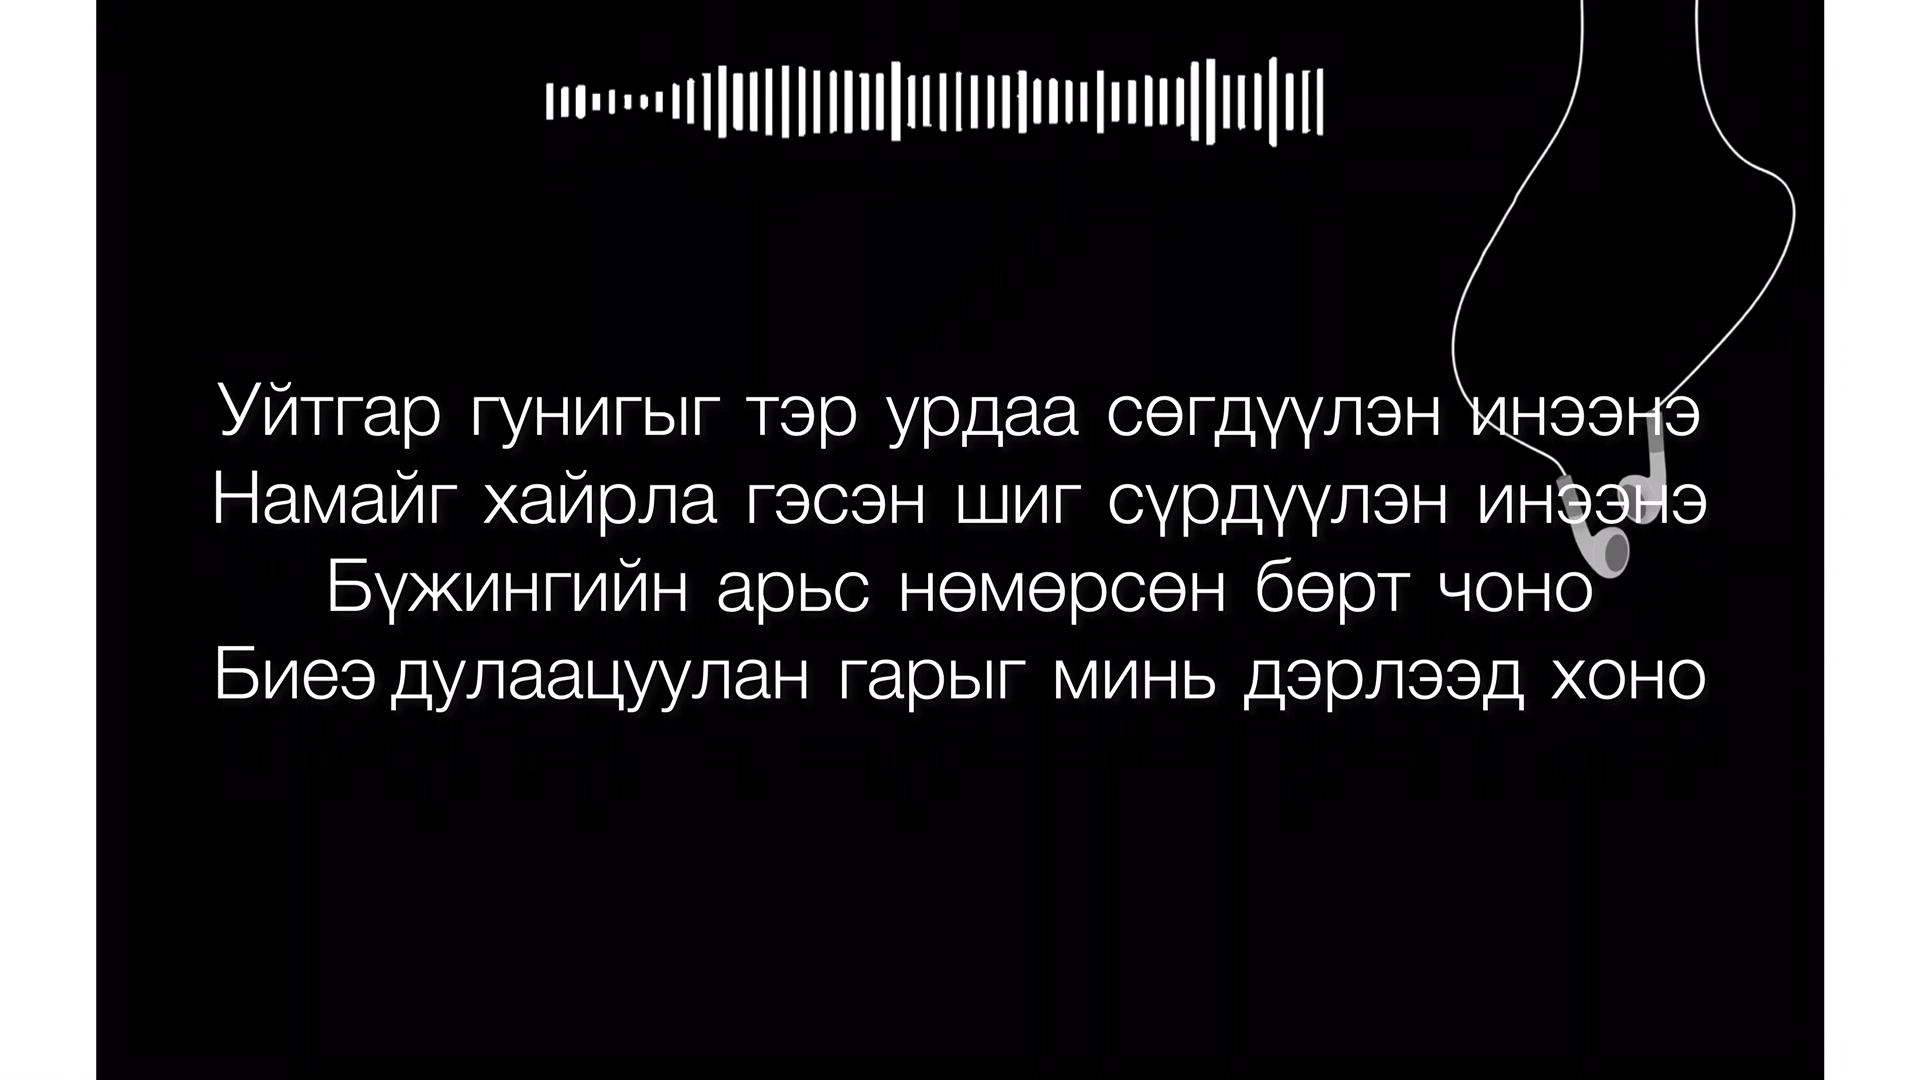 Уйтгар гунигыг тэр урдаа сөгдүүлэн инээнэ
Намайг хайрла гэсэн шиг сүрдүүлэн инээнэ
Бүжингийн арьс нөмөрсөн бөрт чоно
Биеэ дулаацуулан гарыг минь дэрлээд хоно